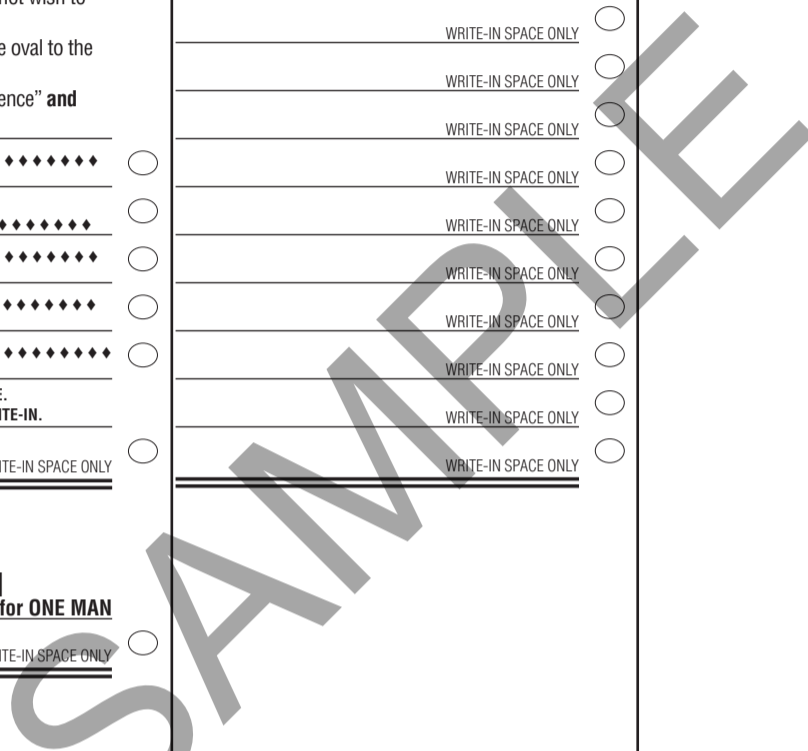 not wish to
e oval to the
ence” and
♦♦♦♦♦♦♦
♦♦♦♦♦♦♦
♦♦♦♦♦♦♦
♦♦♦♦♦♦♦
♦♦♦♦♦♦♦♦
E.
ITE-IN.
ITE-IN SPACE ONLY
for ONE MAN
ITE-IN SPACE ONLY
WRITE-IN SPACE ONLY
WRITE-IN SPACE ONLY
WRITE-IN SPACE ONLY
WRITE-IN SPACE ONLY
WRITE-IN SPACE ONLY
WRITE-IN SPACE ONLY
WRITE-IN SPACE ONLY
WRITE-IN SPACE ONLY
WRITE-IN SPACE ONLY
WRITE-IN SPACE ONLY
SAMPLE